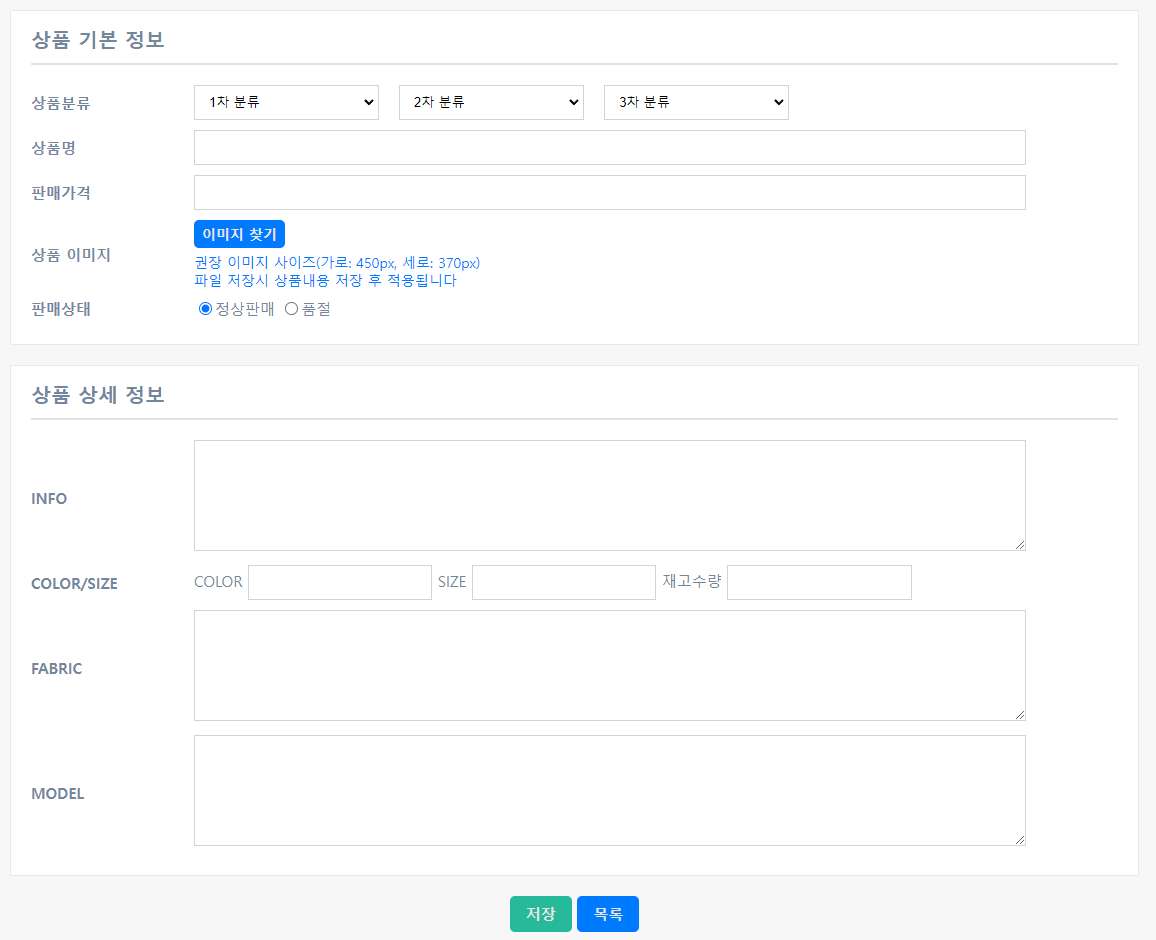 상품 기본 정보
상품분류 1차 분류 2차 분류 3차 분류
상품명
판매가격
상품 이미지
이미지 찾기
권장 이미지 사이즈(가로: 450px, 세로: 370px)
파일 저장시 상품내용 저장 후 적용됩니다
판매상태 정상판매 품절
상품 상세 정보
INFO
COLOR/SIZE COLOR SIZE 재고수량
FABRIC
MODEL
저장 목록